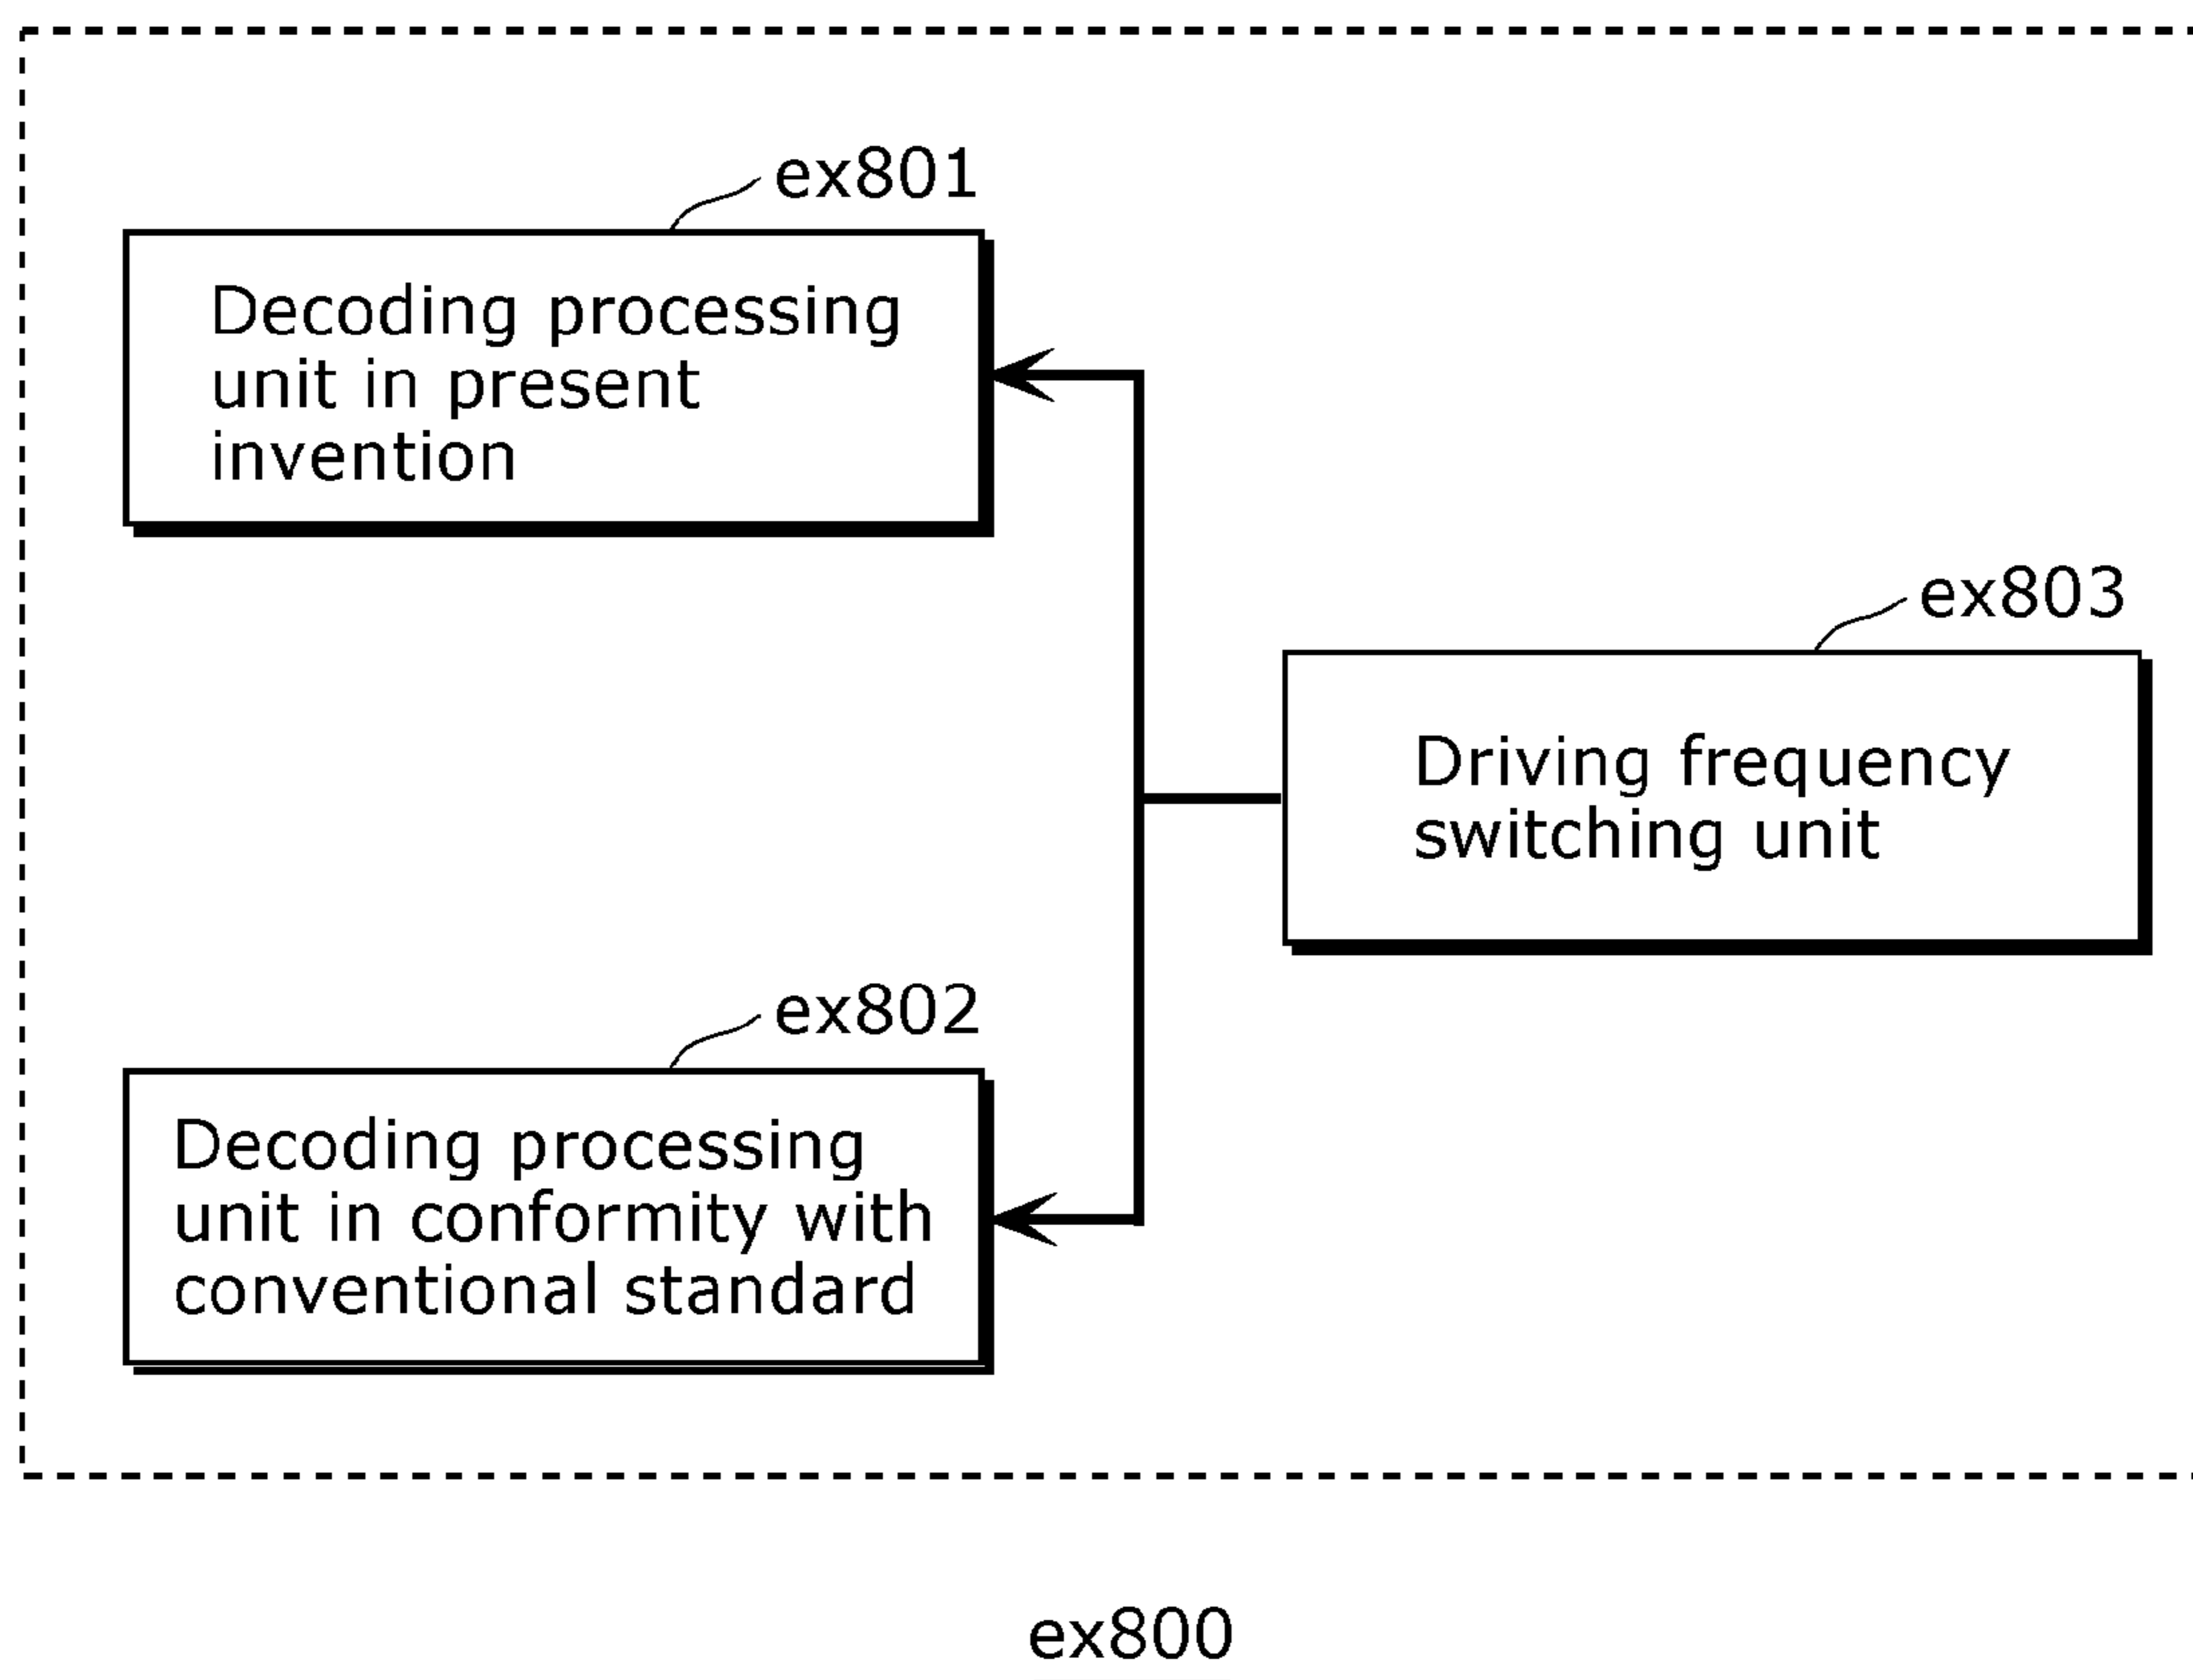 ex801
Decoding processing
unit in present
invention
ex803
Driving frequency
switching unit
ex802
Decoding processing
unit in conformity with
conventional standard
ex800